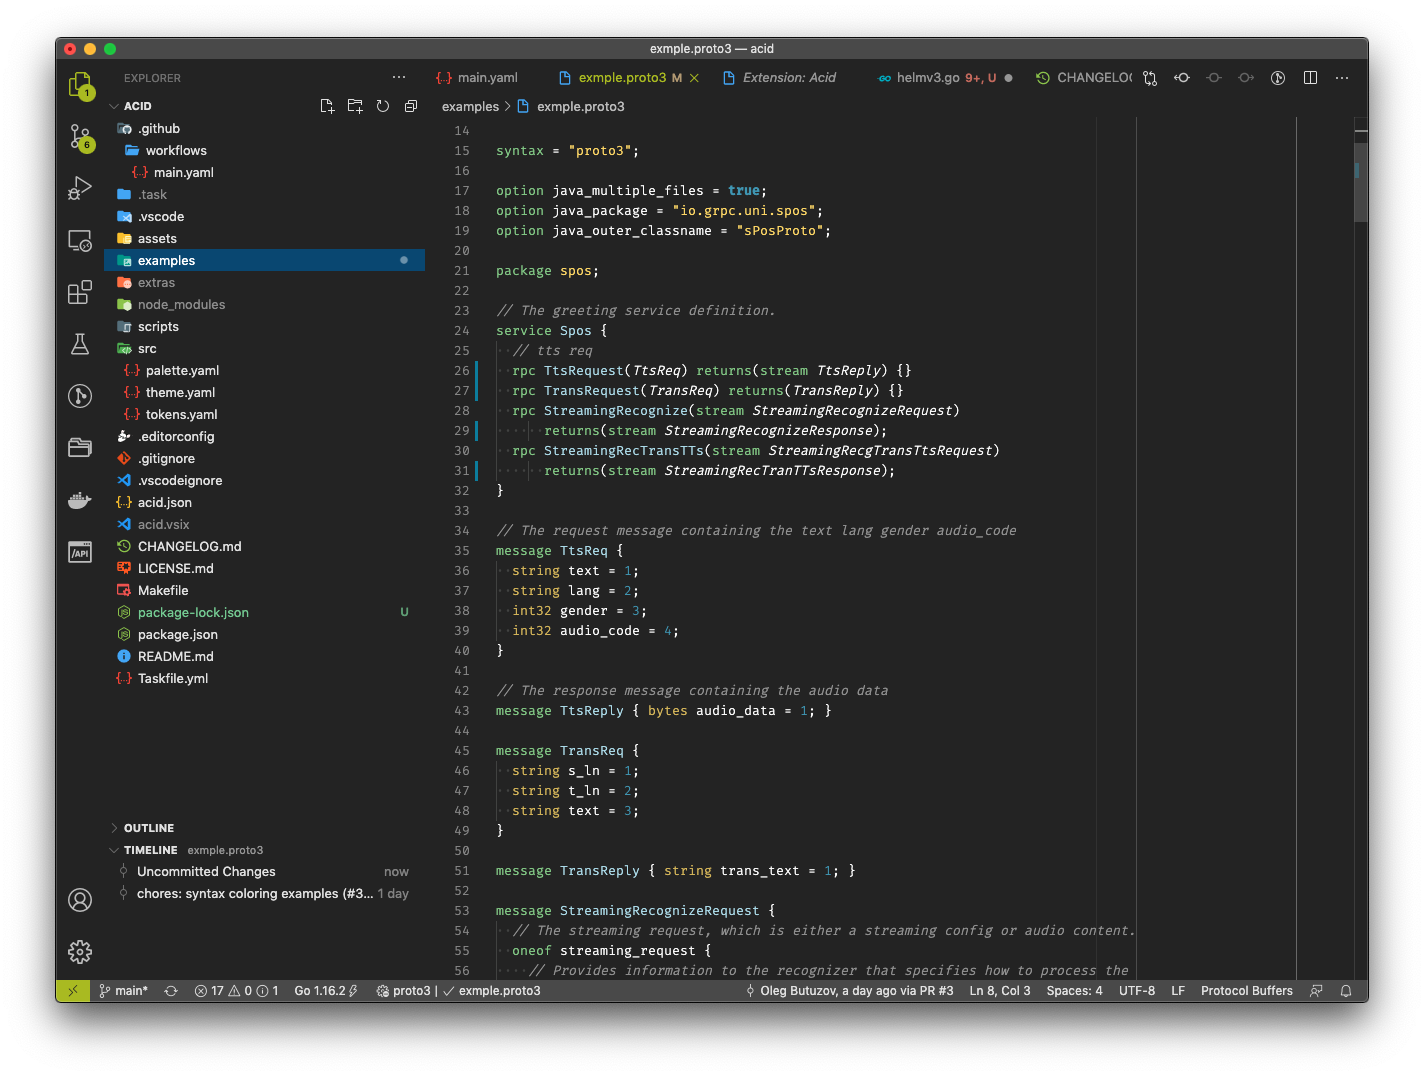 exmple.proto3 — acid
EXPLORER
main.yaml
exmple.proto3 M
Extension: Acid
helmv3.go 9+, U
CHANGELO
ACID
examples > exmple.proto3
.github
workflows
main.yaml
.task
.vscode
assets
examples
extras
node_modules
scripts
src
palette.yaml
theme.yaml
tokens.yaml
.editorconfig
.gitignore
.vscodeignore
acid.json
acid.vsix
CHANGELOG.md
LICENSE.md
Makefile
package-lock.json U
package.json
README.md
Taskfile.yml
OUTLINE
TIMELINE exmple.proto3
Uncommitted Changes now
chores: syntax coloring examples (#3... 1 day
1
6
/API
14
15 syntax = "proto3";
16
17 option java_multiple_files = true;
18 option java_package = "io.grpc.uni.spos";
19 option java_outer_classname = "sPosProto";
20
21 package spos;
22
23 // The greeting service definition.
24 service Spos {
25 // tts req
26 rpc TtsRequest(TtsReq) returns(stream TtsReply) {}
27 rpc TransRequest(TransReq) returns(TransReply) {}
28 rpc StreamingRecognize(stream StreamingRecognizeRequest)
29 returns(stream StreamingRecognizeResponse);
30 rpc StreamingRecTransTTs(stream StreamingRecgTransTtsRequest)
31 returns(stream StreamingRecTranTTsResponse);
32 }
33
34 // The request message containing the text lang gender audio_code
35 message TtsReq {
36 string text = 1;
37 string lang = 2;
38 int32 gender = 3;
39 int32 audio_code = 4;
40 }
41
42 // The response message containing the audio data
43 message TtsReply { bytes audio_data = 1; }
44
45 message TransReq {
46 string s_ln = 1;
47 string t_ln = 2;
48 string text = 3;
49 }
50
51 message TransReply { string trans_text = 1; }
52
53 message StreamingRecognizeRequest {
54 // The streaming request, which is either a streaming config or audio content.
55 oneof streaming_request {
56 // Provides information to the recognizer that specifies how to process the
main* 17 0 1 Go 1.16.2 proto3 | ✓ exmple.proto3 Oleg Butuzov, a day ago via PR #3 Ln 8, Col 3 Spaces: 4 UTF-8 LF Protocol Buffers